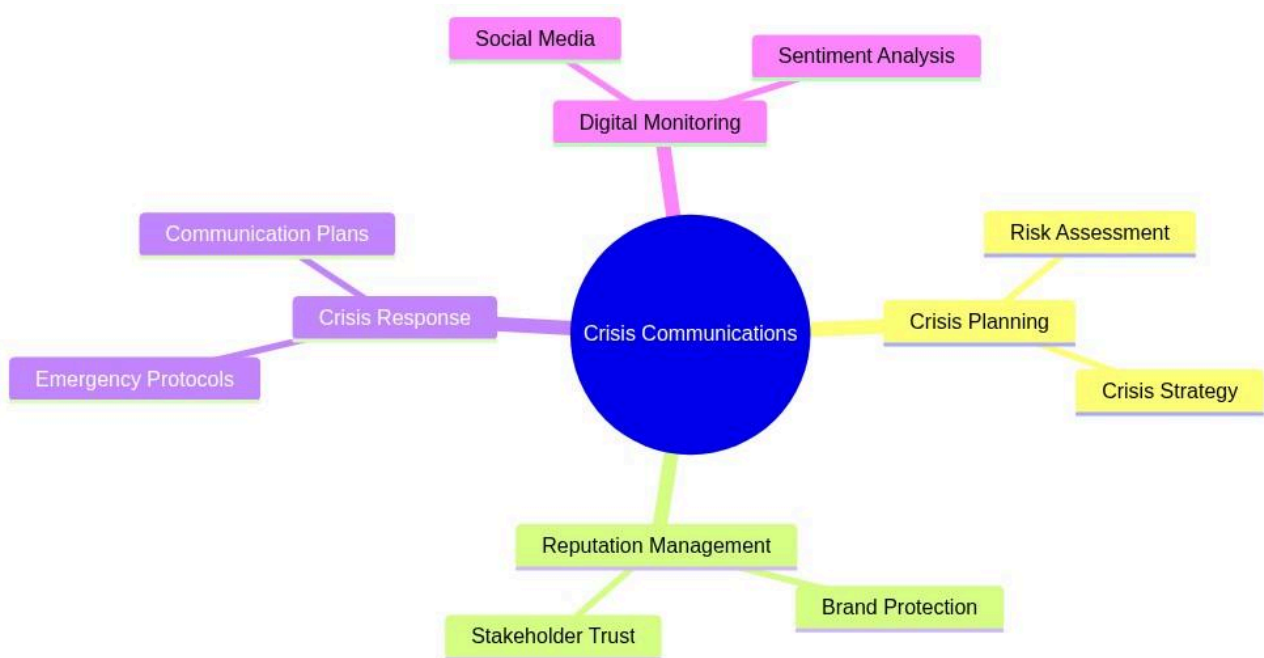 Social Media
Sentiment Analysis
Digital Monitoring
Communication Plans
Risk Assessment
Crisis Response
Crisis Communications
Crisis Planning
Emergency Protocols
Crisis Strategy
Reputation Management
Brand Protection
Stakeholder Trust